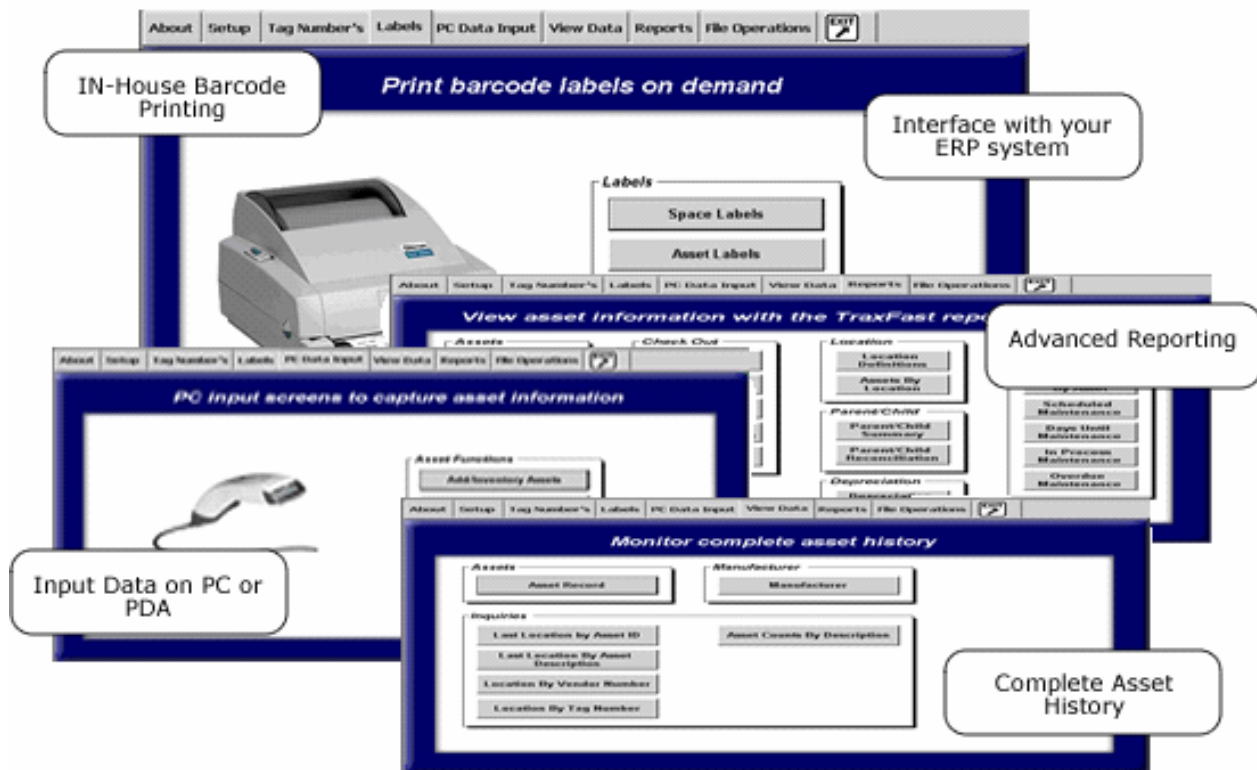 About Setup Tag Number's Labels PC Data Input View Data Reports File Operations EXIT
IN-House Barcode
Printing
Print barcode labels on demand
Interface with your
ERP system
Labels
Space Labels
Asset Labels
About Setup Tag Number's Labels PC Data Input View Data Reports File Operations EXIT
View asset information with the TraxFast
Advanced Reporting
Assets
Check Out
Location
Location
Definitions
Assets By
Location
Parent/Child
Parent/Child
Summary
Parent/Child
Reconciliation
Depreciation
By Asset
Scheduled
Maintenance
Days Until
Maintenance
In Process
Maintenance
Overdue
Maintenance
About Setup Tag Number's Labels PC Data Input View Data Reports File Operations EXIT
PC input screens to capture asset information
Asset Functions
Add/Inventory Assets
Input Data on PC or
PDA
About Setup Tag Number's Labels PC Data Input View Data Reports File Operations EXIT
Monitor complete asset history
Assets
Asset Record
Manufacturer
Manufacturer
Inquiries
Last Location by Asset ID
Last Location By Asset
Description
Location By Vendor Number
Location By Tag Number
Asset Counts By Description
Complete Asset
History